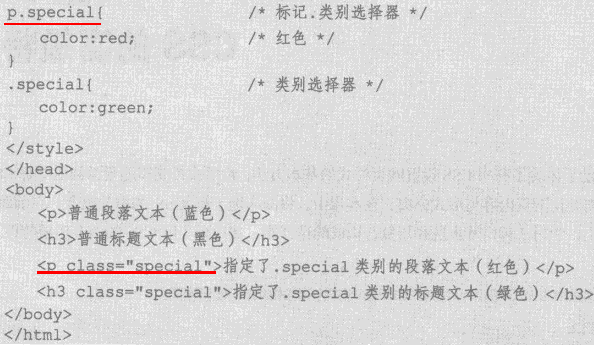 p.special{ /* 标记.类别选择器 */
color:red; /* 红色 */
}
.special{ /* 类别选择器 */
color:green;
}
</style>
</head>
<body>
<p>普通段落文本(蓝色)</p>
<h3>普通标题文本(黑色)</h3>
<p class="special">指定了.special 类别的段落文本(红色)</p>
<h3 class="special">指定了.special 类别的标题文本(绿色)</h3>
</body>
</html>